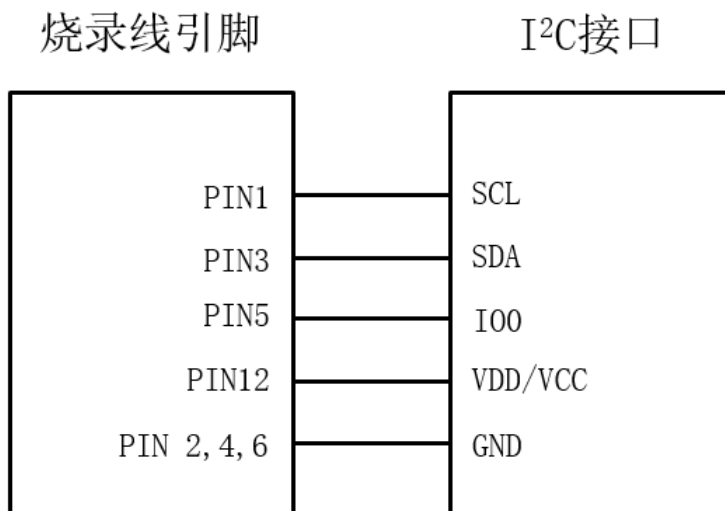 烧录线引脚 I²C接口
PIN1 SCL
PIN3 SDA
PIN5 IO0
PIN12 VDD/VCC
PIN 2,4,6 GND